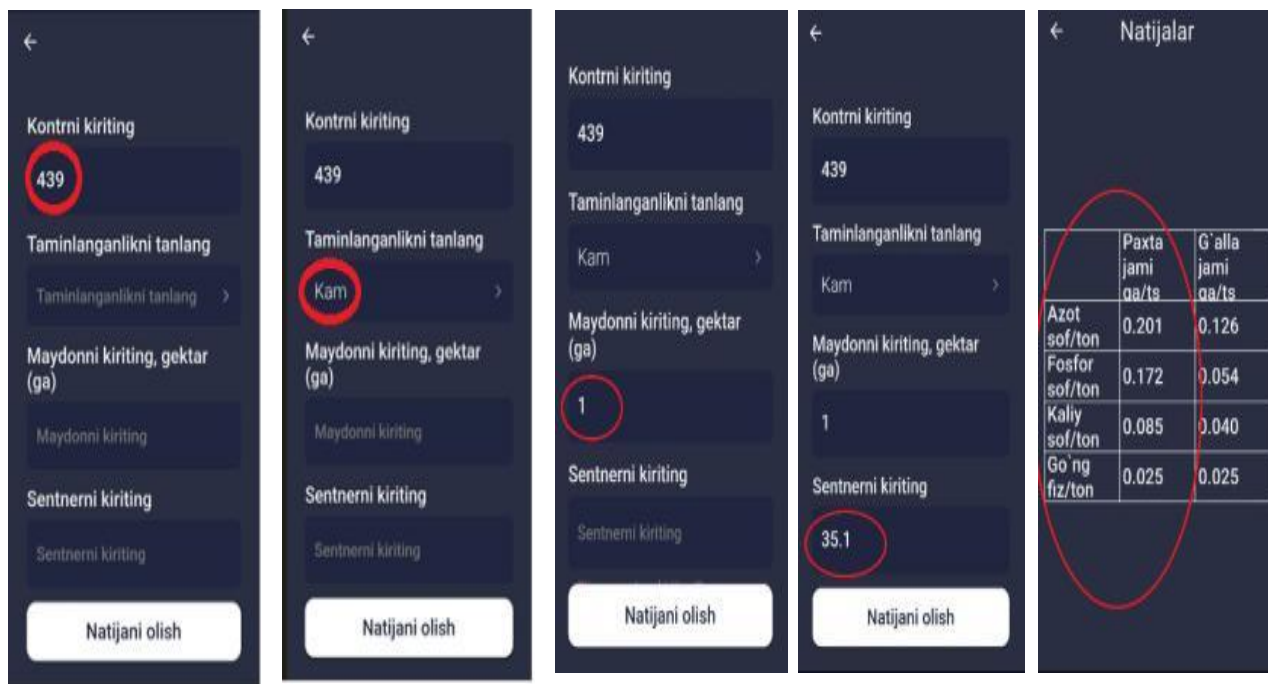 ←
Kontrni kiriting
439
Taminlanganlikni tanlang
Taminlanganlikni tanlang >
Maydonni kiriting, gektar
(ga)
Maydonni kiriting
Sentnerni kiriting
Sentnerni kiriting
Natijani olish
←
Kontrni kiriting
439
Taminlanganlikni tanlang
Kam >
Maydonni kiriting, gektar
(ga)
Maydonni kiriting
Sentnerni kiriting
Sentnerni kiriting
Natijani olish
Kontrni kiriting
439
Taminlanganlikni tanlang
Kam >
Maydonni kiriting, gektar
(ga)
1
Sentnerni kiriting
Sentnerni kiriting
Natijani olish
←
Kontrni kiriting
439
Taminlanganlikni tanlang
Kam >
Maydonni kiriting, gektar
(ga)
1
Sentnerni kiriting
35.1
Natijani olish
← Natijalar
Paxta jami ga/ts G`alla jami ga/ts
Azot sof/ton 0.201 0.126
Fosfor sof/ton 0.172 0.054
Kaliy sof/ton 0.085 0.040
Go`ng fiz/ton 0.025 0.025